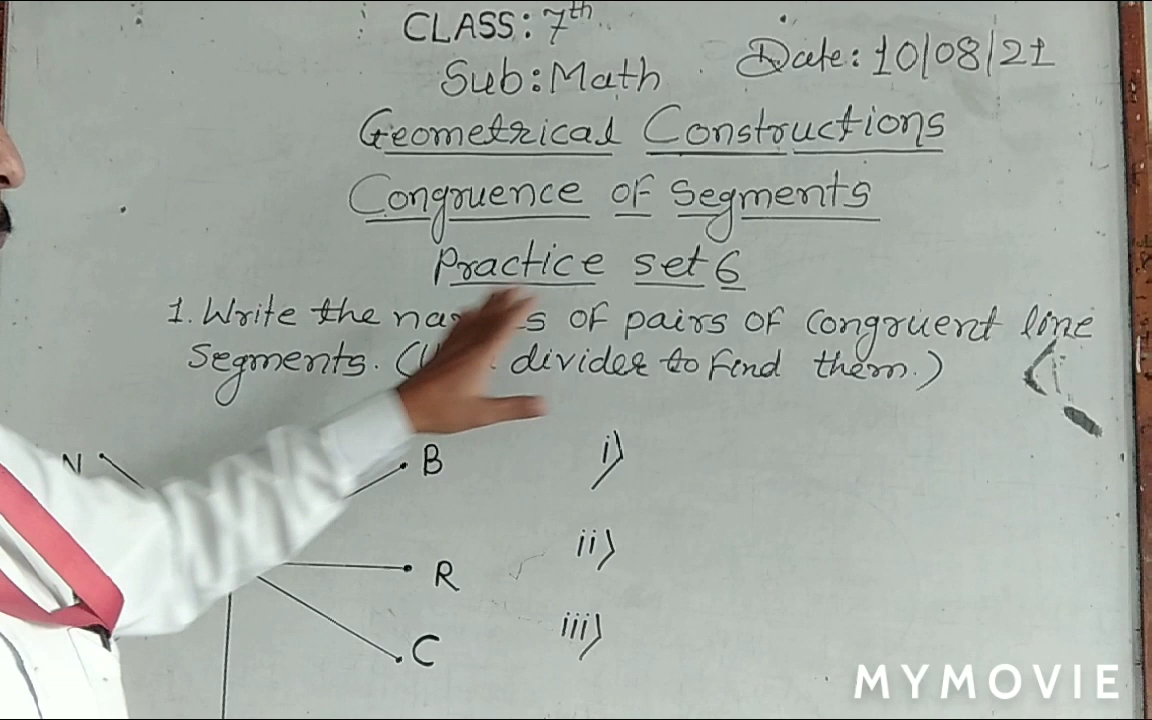 CLASS: 7th
Sub: Math
Date: 10/08/21
Geometrical Constructions
Congruence of Segments
Practice set 6
1. Write the s of pairs of congruent line
segments. ( divider to find them.)
N
B
i)
ii)
R
iii)
C
MYMOVIE